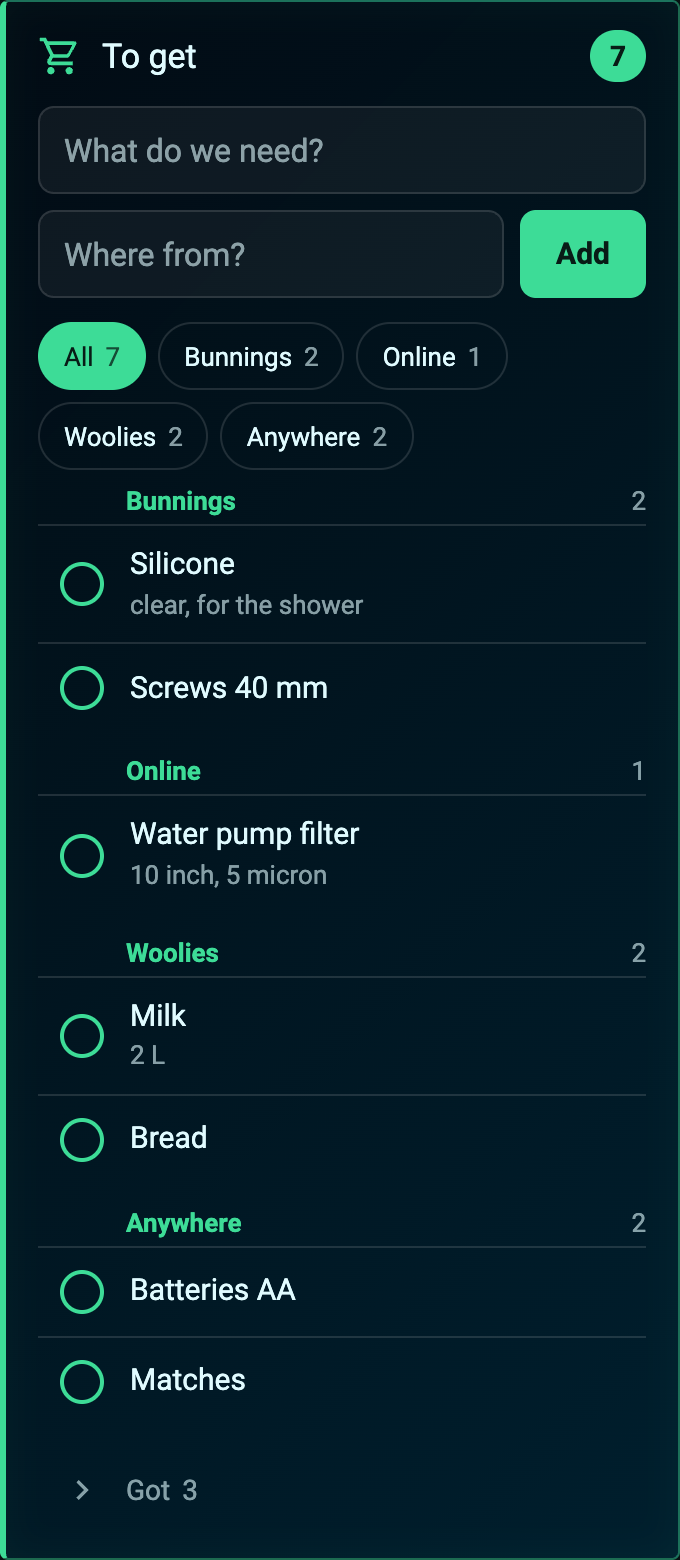 To get 7
What do we need?
Where from? Add
All 7 Bunnings 2 Online 1
Woolies 2 Anywhere 2
Bunnings 2
Silicone
clear, for the shower
Screws 40 mm
Online 1
Water pump filter
10 inch, 5 micron
Woolies 2
Milk
2 L
Bread
Anywhere 2
Batteries AA
Matches
Got 3